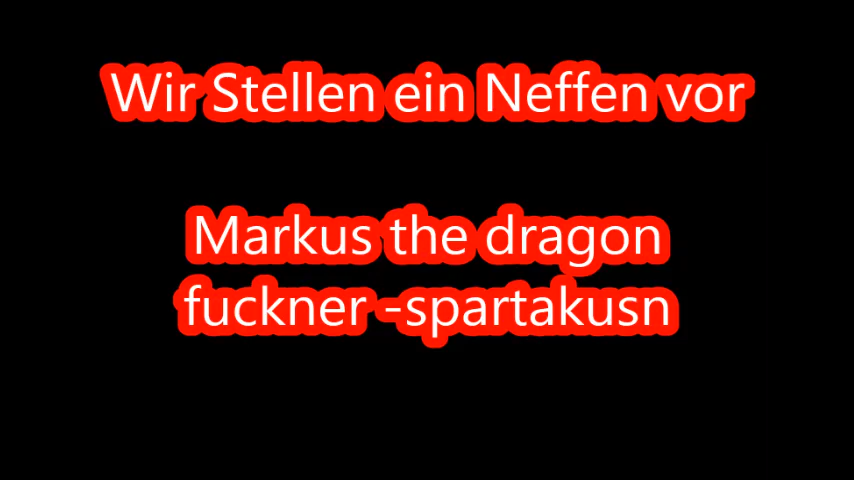 Wir Stellen ein Neffen vor
Markus the dragon
fuckner -spartakusn